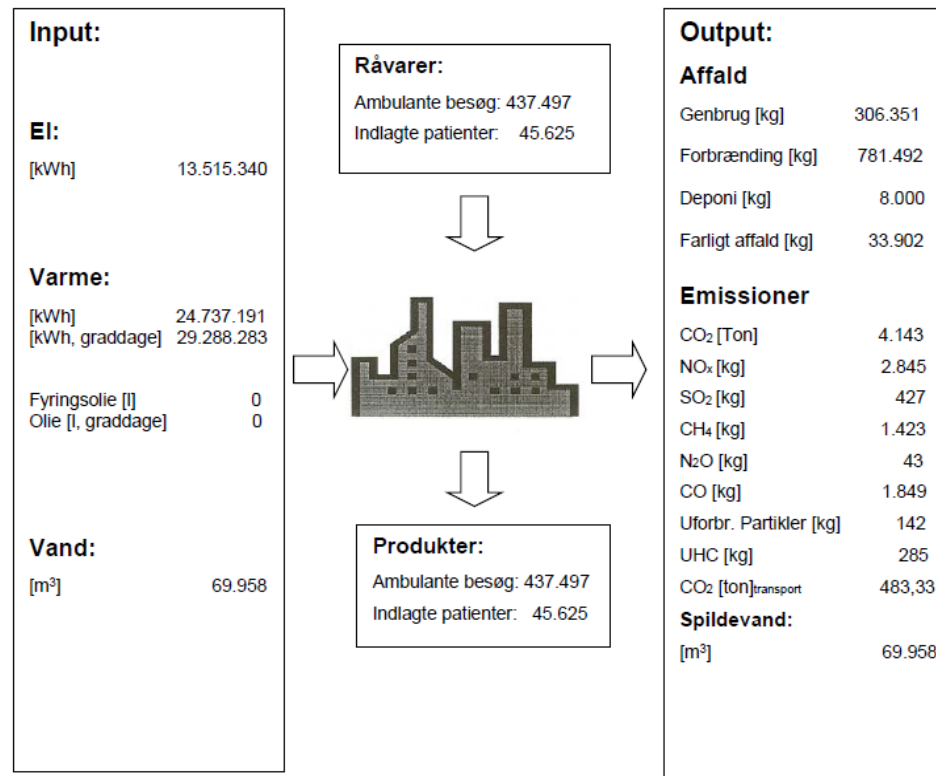 Input:
El:
[kWh] 13.515.340
Varme:
[kWh] 24.737.191
[kWh, graddage] 29.288.283
Fyringsolie [l] 0
Olie [l, graddage] 0
Vand:
[m³] 69.958
Råvarer:
Ambulante besøg: 437.497
Indlagte patienter: 45.625
Produkter:
Ambulante besøg: 437.497
Indlagte patienter: 45.625
Output:
Affald
Genbrug [kg] 306.351
Forbrænding [kg] 781.492
Deponi [kg] 8.000
Farligt affald [kg] 33.902
Emissioner
CO₂ [Ton] 4.143
NOₓ [kg] 2.845
SO₂ [kg] 427
CH₄ [kg] 1.423
N₂O [kg] 43
CO [kg] 1.849
Uforbr. Partikler [kg] 142
UHC [kg] 285
CO₂ [ton]transport 483,33
Spildevand:
[m³] 69.958